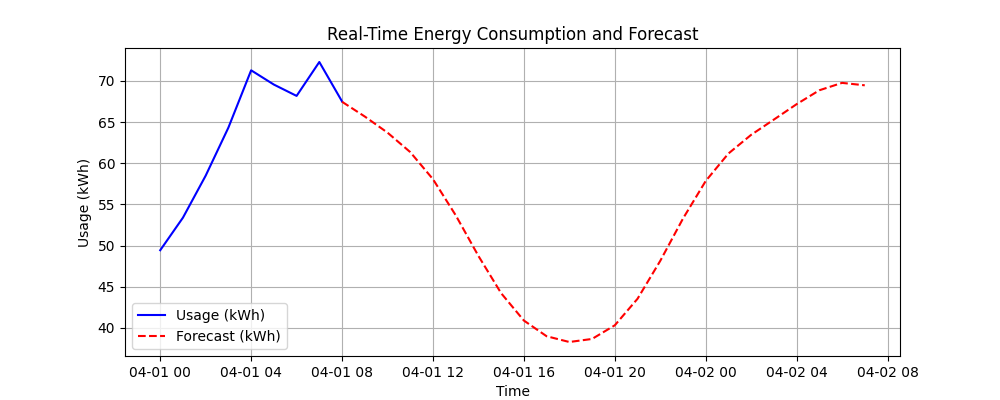 Real-Time Energy Consumption and Forecast
Usage (kWh)
70
65
60
55
50
45
40
Usage (kWh)
Forecast (kWh)
04-01 00 04-01 04 04-01 08 04-01 12 04-01 16 04-01 20 04-02 00 04-02 04 04-02 08
Time